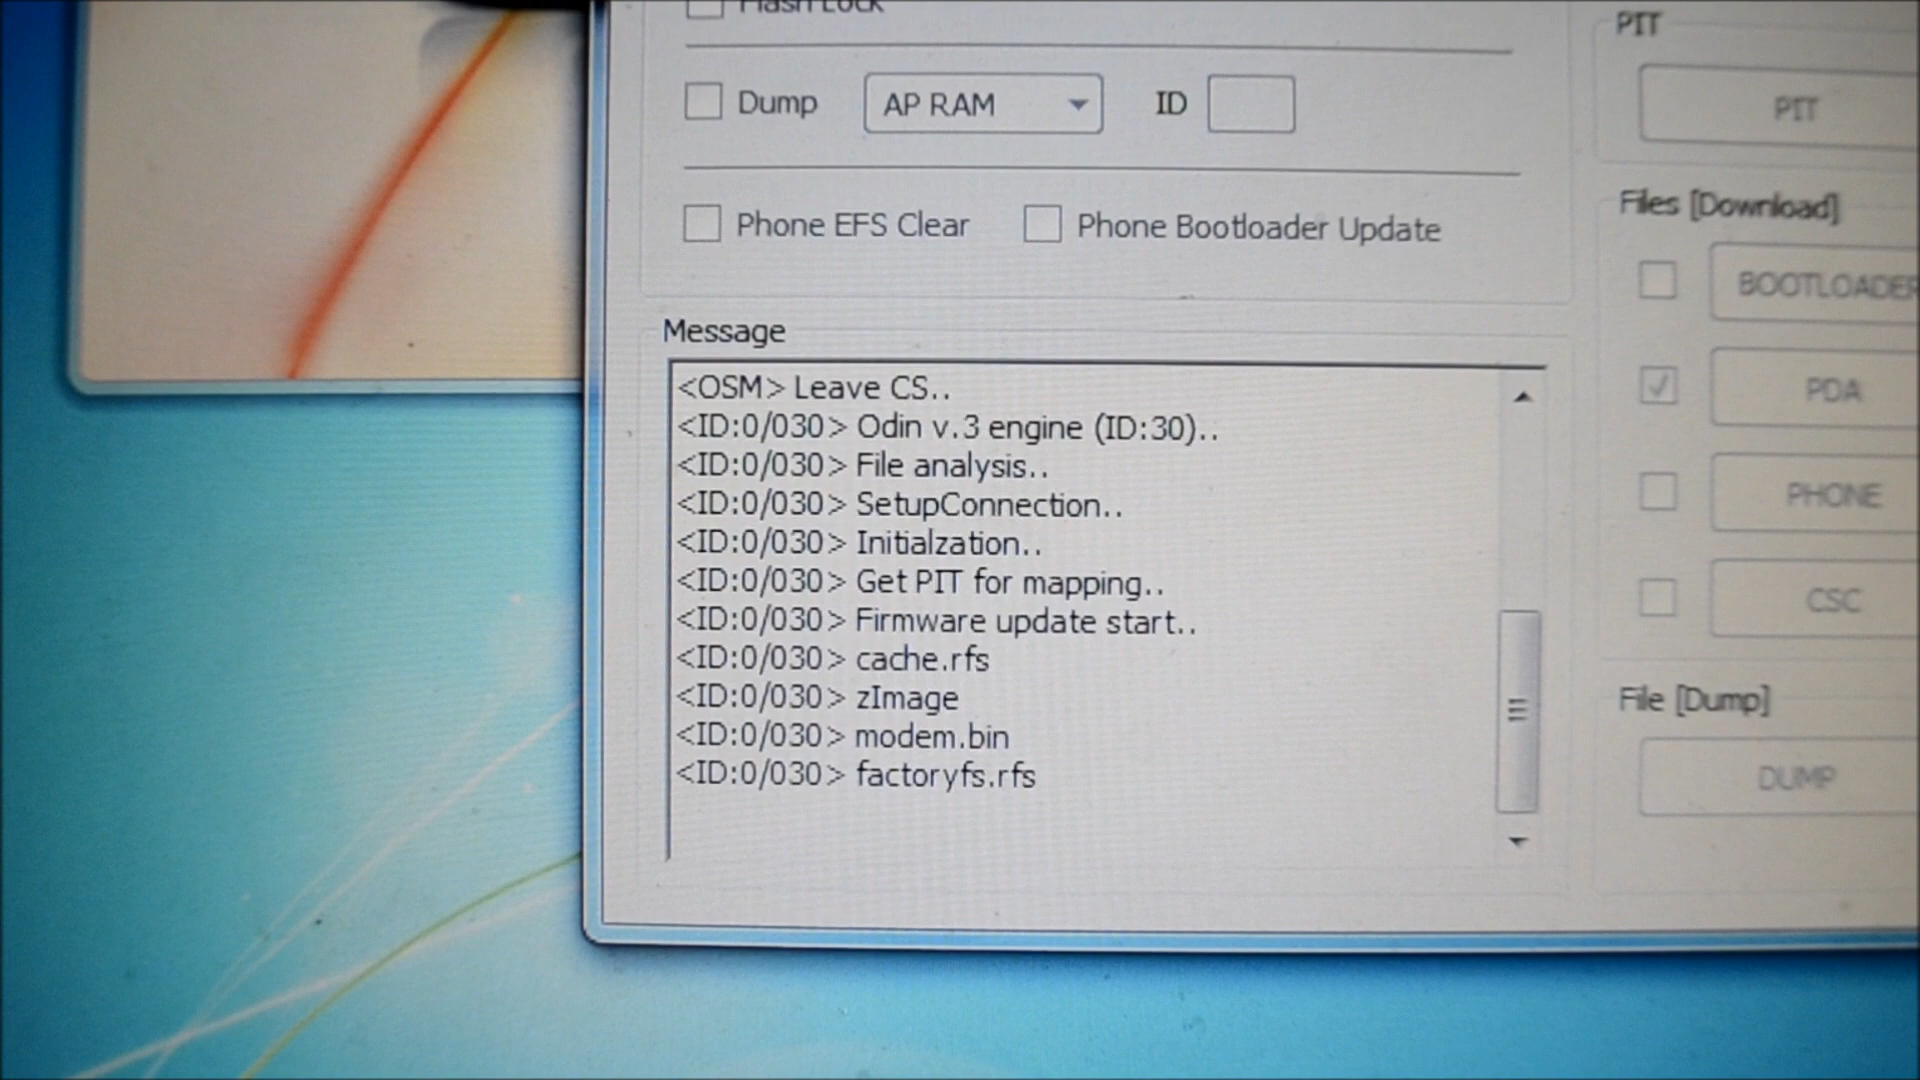 Flash Lock
Dump
AP RAM
ID
Phone EFS Clear
Phone Bootloader Update
Message
<OSM> Leave CS..
<ID:0/030> Odin v.3 engine (ID:30)..
<ID:0/030> File analysis..
<ID:0/030> SetupConnection..
<ID:0/030> Initialzation..
<ID:0/030> Get PIT for mapping..
<ID:0/030> Firmware update start..
<ID:0/030> cache.rfs
<ID:0/030> zImage
<ID:0/030> modem.bin
<ID:0/030> factoryfs.rfs
PIT
PIT
Files [Download]
BOOTLOADER
PDA
PHONE
CSC
File [Dump]
DUMP